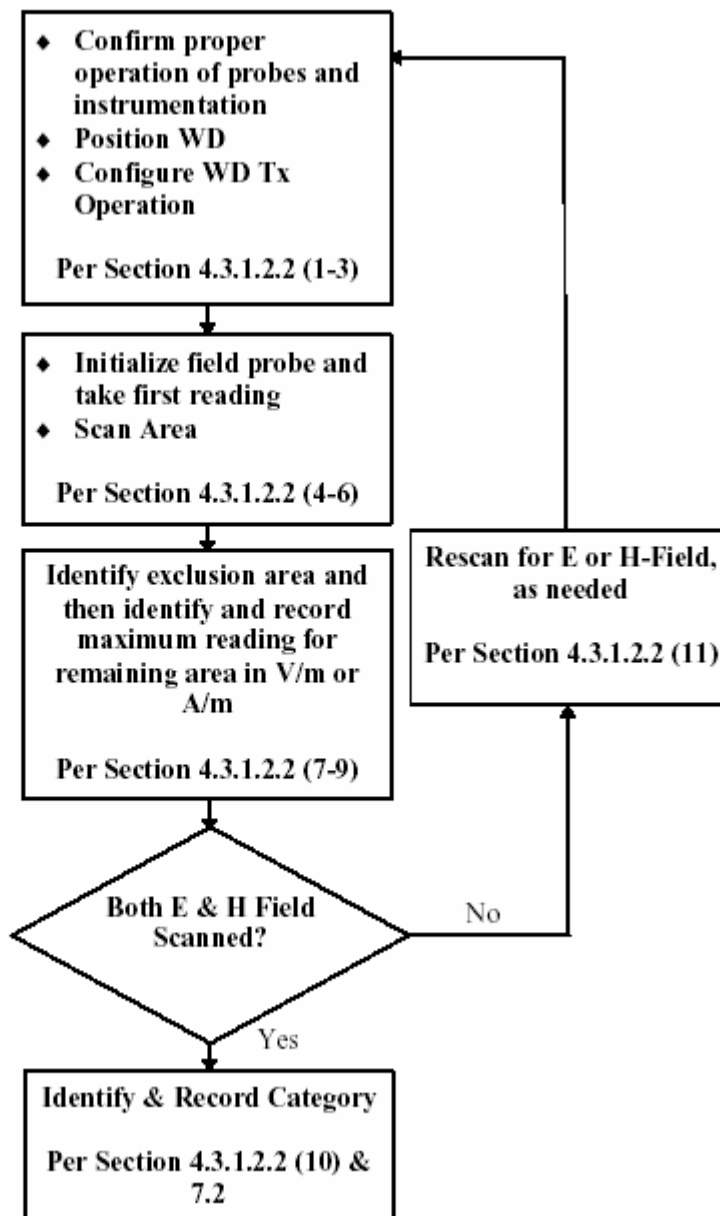 ◆ Confirm proper
operation of probes and
instrumentation
◆ Position WD
◆ Configure WD Tx
Operation
Per Section 4.3.1.2.2 (1-3)
◆ Initialize field probe and
take first reading
◆ Scan Area
Per Section 4.3.1.2.2 (4-6)
Identify exclusion area and
then identify and record
maximum reading for
remaining area in V/m or
A/m
Per Section 4.3.1.2.2 (7-9)
Rescan for E or H-Field,
as needed
Per Section 4.3.1.2.2 (11)
Both E & H Field
Scanned?
No
Yes
Identify & Record Category
Per Section 4.3.1.2.2 (10) &
7.2